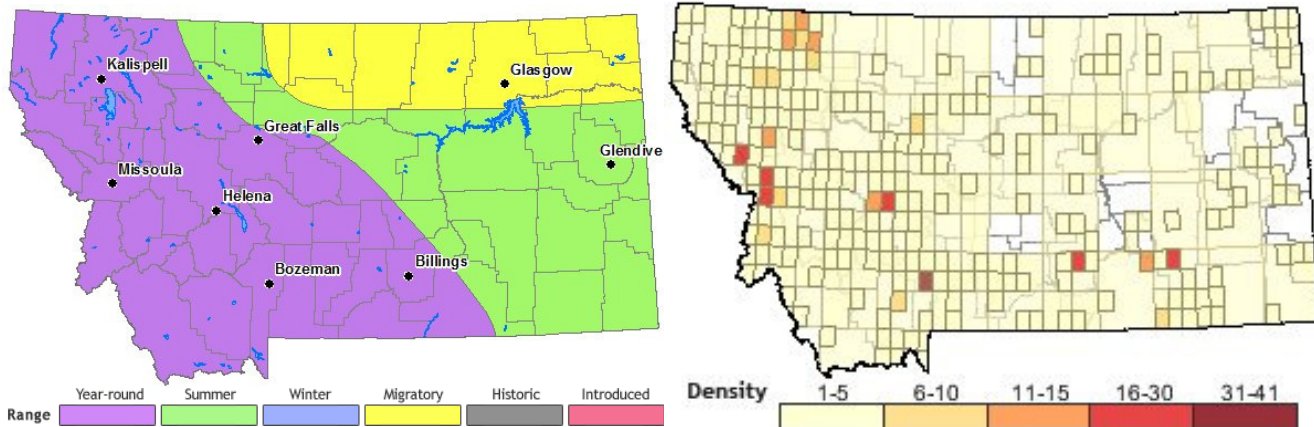 Kalispell
Glasgow
Great Falls
Glendive
Missoula
Helena
Bozeman
Billings
Year-round Summer Winter Migratory Historic Introduced
Range
Density 1-5 6-10 11-15 16-30 31-41